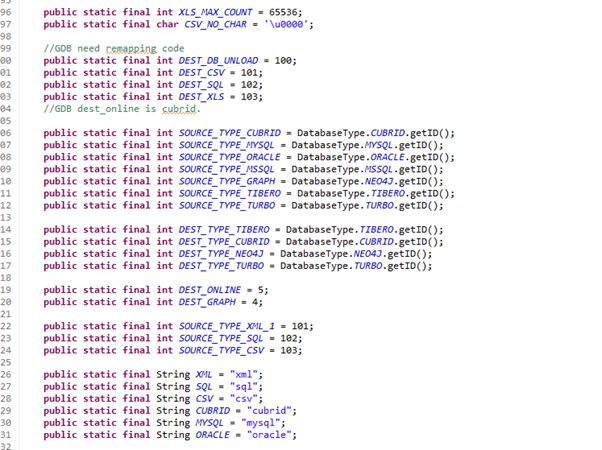 96 public static final int XLS_MAX_COUNT = 65536;
97 public static final char CSV_NO_CHAR = '\u0000';
98
99 //GDB need remapping code
00 public static final int DEST_DB_UNLOAD = 100;
01 public static final int DEST_CSV = 101;
02 public static final int DEST_SQL = 102;
03 public static final int DEST_XLS = 103;
04 //GDB dest_online is cubrid.
05
06 public static final int SOURCE_TYPE_CUBRID = DatabaseType.CUBRID.getID();
07 public static final int SOURCE_TYPE_MYSQL = DatabaseType.MYSQL.getID();
08 public static final int SOURCE_TYPE_ORACLE = DatabaseType.ORACLE.getID();
09 public static final int SOURCE_TYPE_MSSQL = DatabaseType.MSSQL.getID();
10 public static final int SOURCE_TYPE_GRAPH = DatabaseType.NEO4J.getID();
11 public static final int SOURCE_TYPE_TIBERO = DatabaseType.TIBERO.getID();
12 public static final int SOURCE_TYPE_TURBO = DatabaseType.TURBO.getID();
13
14 public static final int DEST_TYPE_TIBERO = DatabaseType.TIBERO.getID();
15 public static final int DEST_TYPE_CUBRID = DatabaseType.CUBRID.getID();
16 public static final int DEST_TYPE_NEO4J = DatabaseType.NEO4J.getID();
17 public static final int DEST_TYPE_TURBO = DatabaseType.TURBO.getID();
18
19 public static final int DEST_ONLINE = 5;
20 public static final int DEST_GRAPH = 4;
21
22 public static final int SOURCE_TYPE_XML_1 = 101;
23 public static final int SOURCE_TYPE_SQL = 102;
24 public static final int SOURCE_TYPE_CSV = 103;
25
26 public static final String XML = "xml";
27 public static final String SQL = "sql";
28 public static final String CSV = "csv";
29 public static final String CUBRID = "cubrid";
30 public static final String MYSQL = "mysql";
31 public static final String ORACLE = "oracle";
32